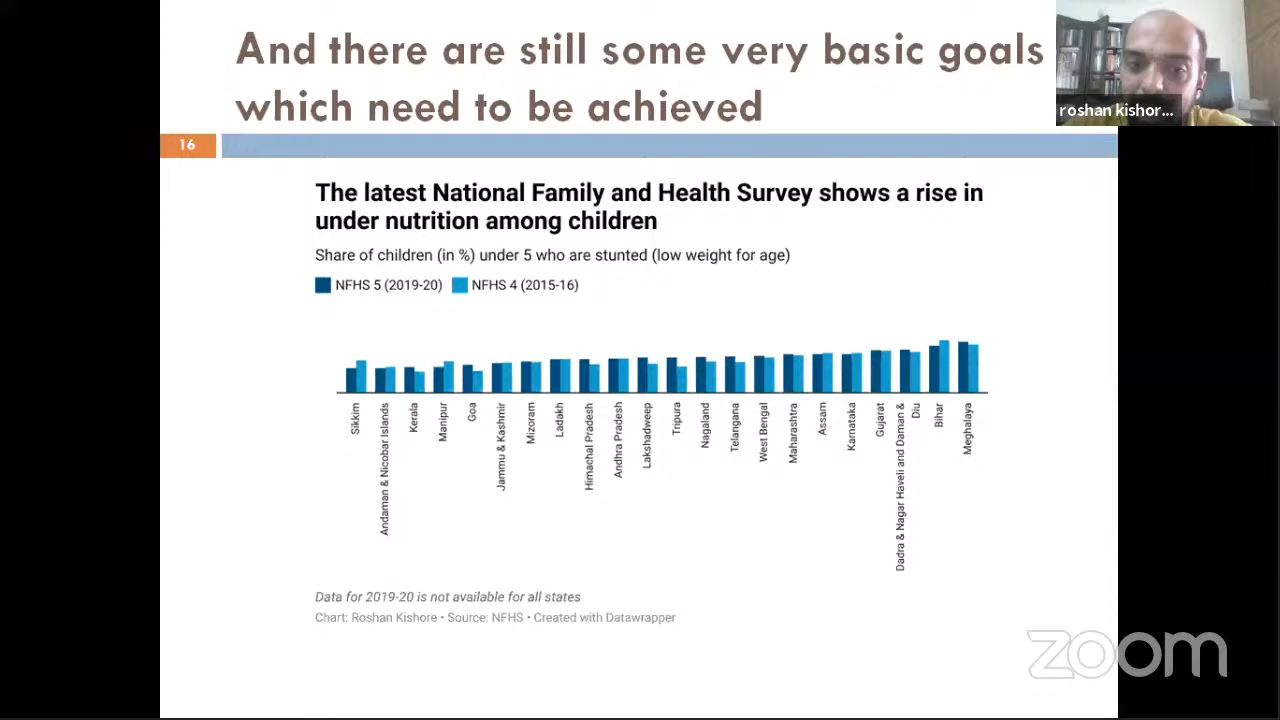 And there are still some very basic goals
which need to be achieved
roshan kishor...
16
The latest National Family and Health Survey shows a rise in
under nutrition among children
Share of children (in %) under 5 who are stunted (low weight for age)
NFHS 5 (2019-20) NFHS 4 (2015-16)
Sikkim
Andaman & Nicobar Islands
Kerala
Manipur
Goa
Jammu & Kashmir
Mizoram
Ladakh
Himachal Pradesh
Andhra Pradesh
Lakshadweep
Tripura
Nagaland
Telangana
West Bengal
Maharashtra
Assam
Karnataka
Gujarat
Dadra & Nagar Haveli and Daman &
Diu
Bihar
Meghalaya
Data for 2019-20 is not available for all states
Chart: Roshan Kishore • Source: NFHS • Created with Datawrapper
zoom